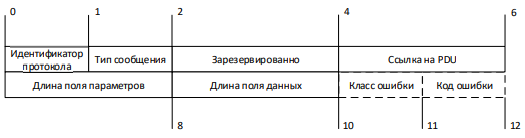 0 1 2 4 6
Идентификатор протокола Тип сообщения Зарезервированно Ссылка на PDU
Длина поля параметров Длина поля данных Класс ошибки Код ошибки
8 10 11 12